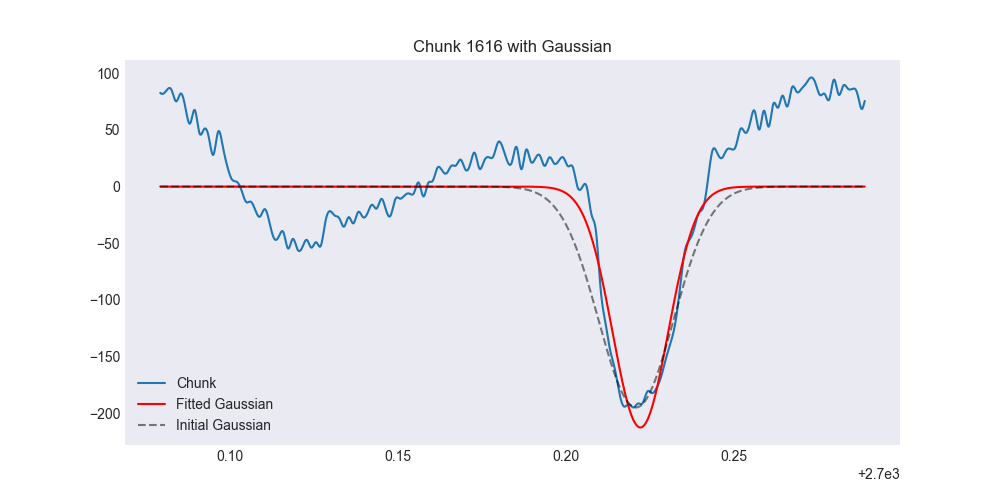 Chunk 1616 with Gaussian
100
50
0
−50
−100
−150
−200
Chunk
Fitted Gaussian
Initial Gaussian
0.10 0.15 0.20 0.25
+2.7e3